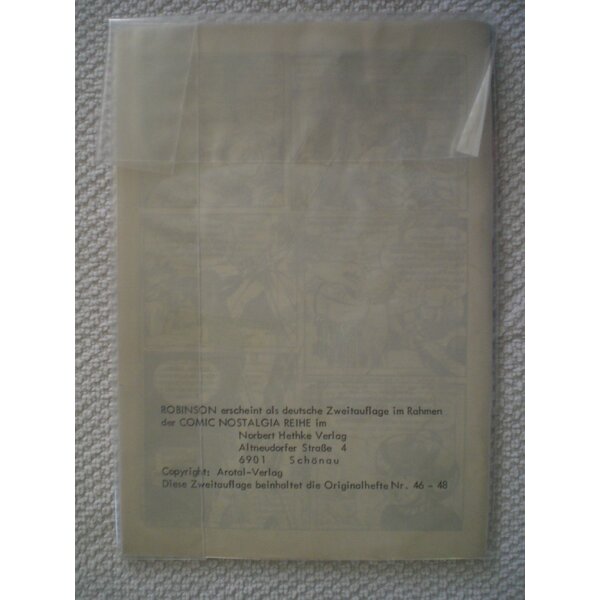 ROBINSON erscheint als deutsche Zweitauflage im Rahmen
der COMIC NOSTALGIA REIHE im
Norbert Hethke Verlag
Altneudorfer Straße 4
6901 Schönau
Copyright: Arotal-Verlag
Diese Zweitauflage beinhaltet die Originalhefte Nr. 46 - 48